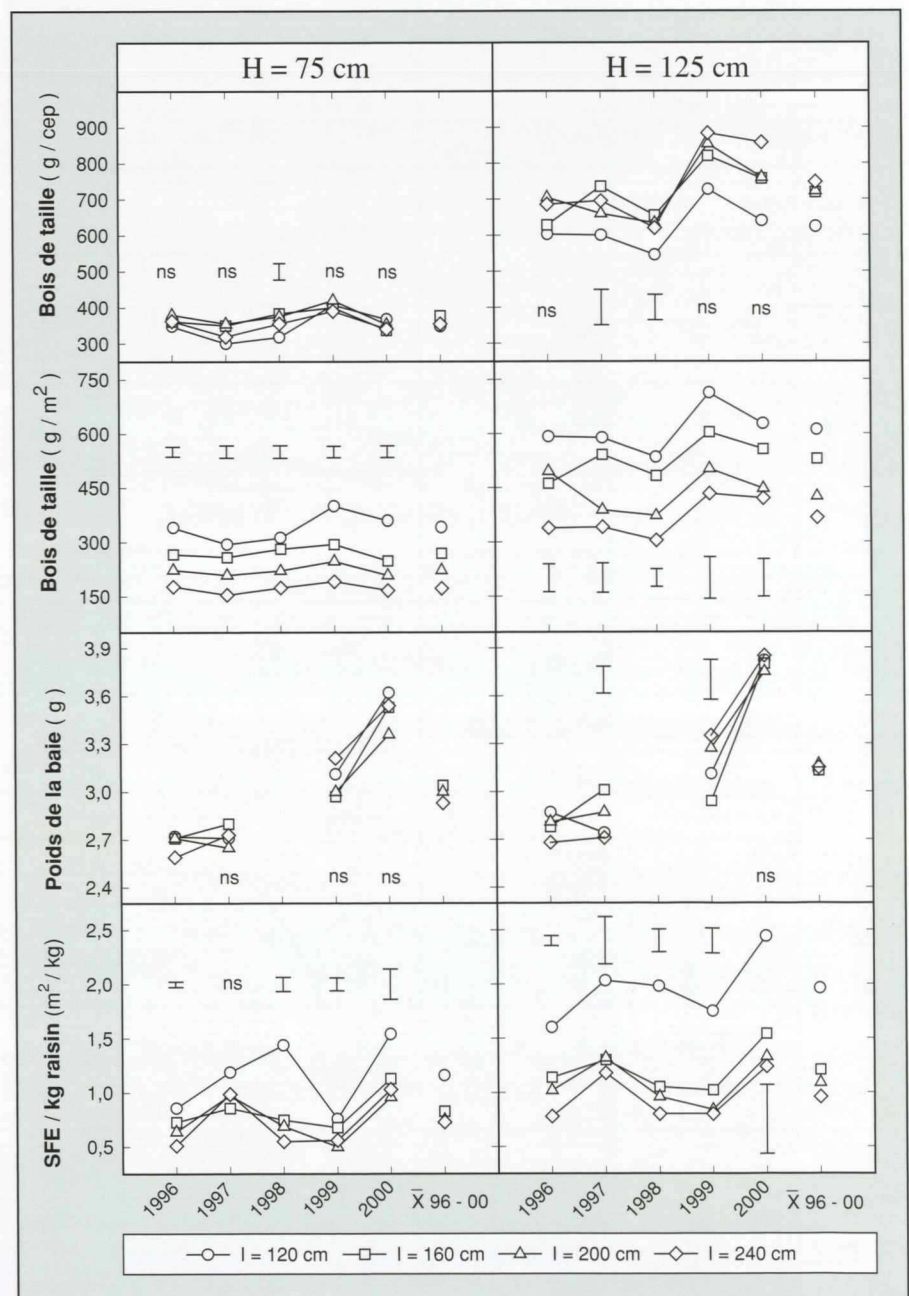 H = 75 cm
H = 125 cm
Bois de taille ( g / cep )
900
800
700
600
500
400
300
ns ns ns ns
ns ns ns
Bois de taille ( g / m² )
750
600
450
300
150
Poids de la baie ( g )
3,9
3,6
3,3
3,0
2,7
2,4
ns ns ns
ns
SFE / kg raisin (m² / kg)
2,5
2,0
1,5
1,0
0,5
ns
1996 1997 1998 1999 2000 X̄ 96 - 00
1996 1997 1998 1999 2000 X̄ 96 - 00
I = 120 cm I = 160 cm I = 200 cm I = 240 cm